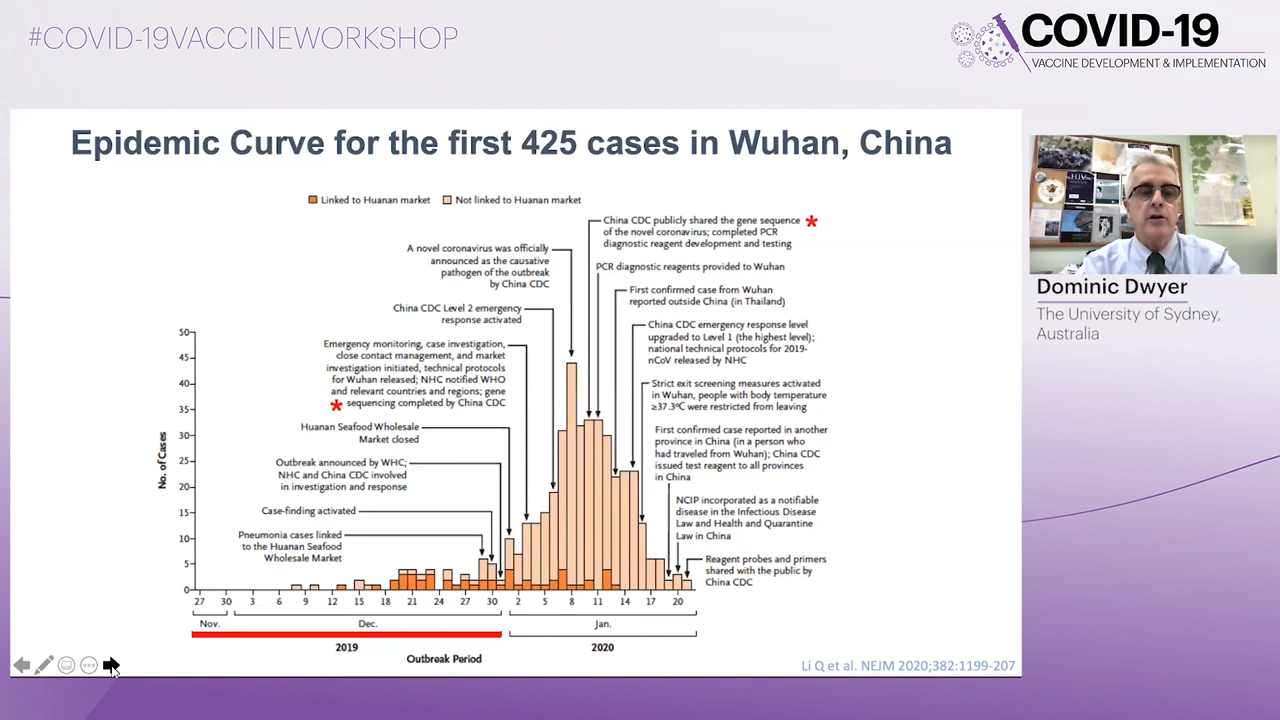 #COVID-19VACCINEWORKSHOP
COVID-19
VACCINE DEVELOPMENT & IMPLEMENTATION
Epidemic Curve for the first 425 cases in Wuhan, China
Linked to Huanan market
Not linked to Huanan market
China CDC publicly shared the gene sequence *
of the novel coronavirus; completed PCR
diagnostic reagent development and testing
A novel coronavirus was officially
announced as the causative
pathogen of the outbreak
by China CDC
PCR diagnostic reagents provided to Wuhan
First confirmed case from Wuhan
reported outside China (in Thailand)
China CDC Level 2 emergency
response activated
China CDC emergency response level
upgraded to Level 1 (the highest level);
national technical protocols for 2019-
nCoV released by NHC
Emergency monitoring, case investigation,
close contact management, and market
investigation initiated, technical protocols
for Wuhan released; NHC notified WHO
and relevant countries and regions; gene
* sequencing completed by China CDC
Strict exit screening measures activated
in Wuhan, people with body temperature
≥37.3°C were restricted from leaving
Huanan Seafood Wholesale
Market closed
First confirmed case reported in another
province in China (in a person who
had traveled from Wuhan); China CDC
issued test reagent to all provinces
in China
Outbreak announced by WHC;
NHC and China CDC involved
in investigation and response
NCIP incorporated as a notifiable
disease in the Infectious Disease
Law and Health and Quarantine
Law in China
Case-finding activated
Pneumonia cases linked
to the Huanan Seafood
Wholesale Market
Reagent probes and primers
shared with the public by
China CDC
No. of Cases
50
45
40
35
30
25
20
15
10
5
0
27 30 3 6 9 12 15 18 21 24 27 30 2 5 8 11 14 17 20
Nov. Dec. Jan.
2019 2020
Outbreak Period
Li Q et al. NEJM 2020;382:1199-207
HIV
Dominic Dwyer
The University of Sydney,
Australia